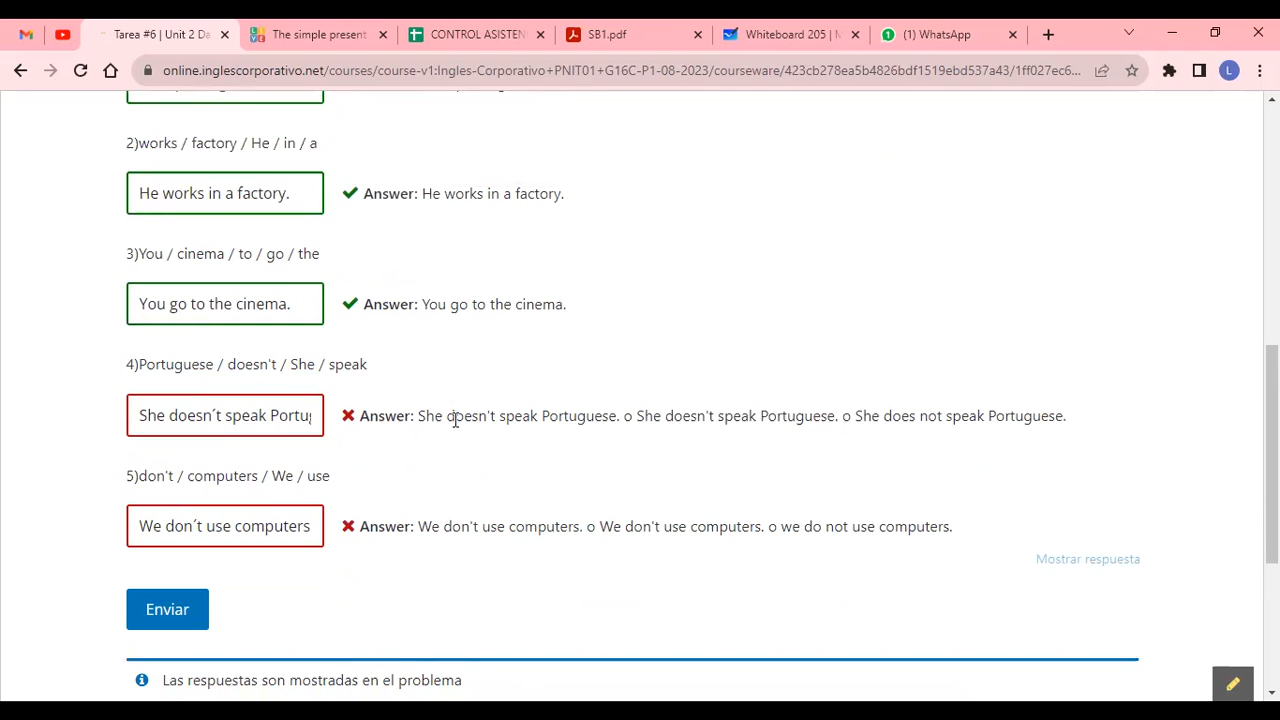 Tarea #6 | Unit 2 Da
The simple present
CONTROL ASISTEN
SB1.pdf
Whiteboard 205 | M
(1) WhatsApp
online.inglescorporativo.net/courses/course-v1:Ingles-Corporativo+PNIT01+G16C-P1-08-2023/courseware/423cb278ea5b4826bdf1519ebd537a43/1ff027ec6...
L
2)works / factory / He / in / a
He works in a factory.
Answer: He works in a factory.
3)You / cinema / to / go / the
You go to the cinema.
Answer: You go to the cinema.
4)Portuguese / doesn't / She / speak
She doesn´t speak Portug
Answer: She doesn't speak Portuguese. o She doesn't speak Portuguese. o She does not speak Portuguese.
5)don't / computers / We / use
We don´t use computers
Answer: We don't use computers. o We don't use computers. o we do not use computers.
Mostrar respuesta
Enviar
Las respuestas son mostradas en el problema